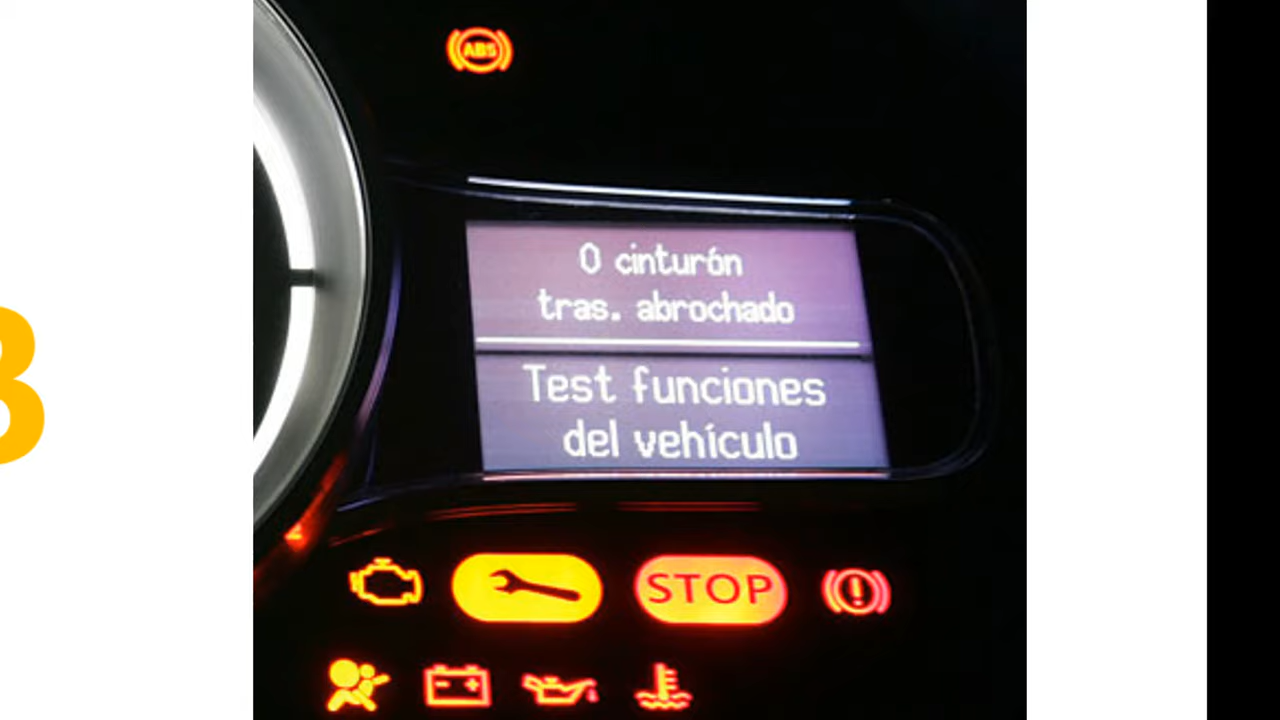 ABS
0 cinturón
tras. abrochado
Test funciones
del vehículo
STOP